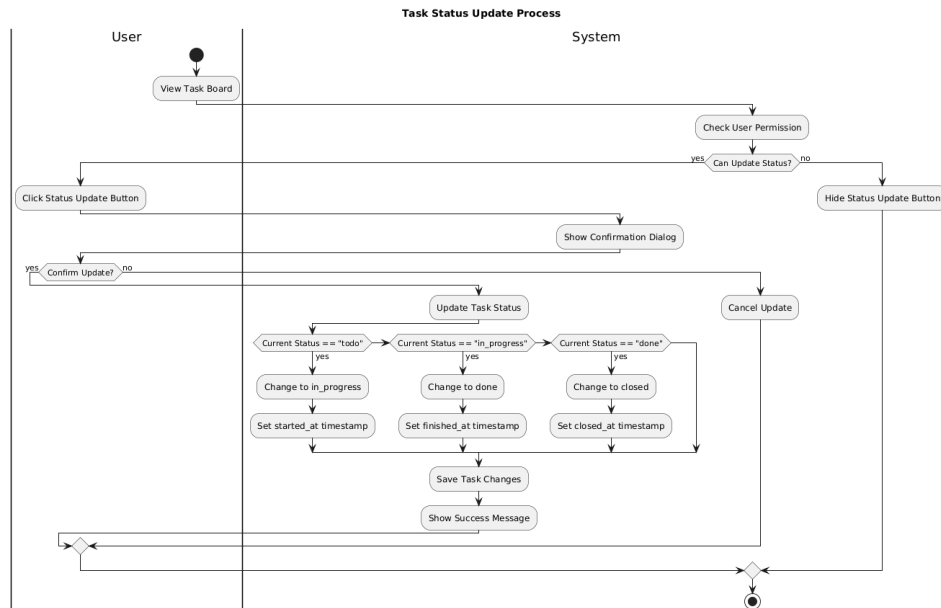 Task Status Update Process
User
System
View Task Board
Check User Permission
yes
Can Update Status?
no
Click Status Update Button
Hide Status Update Button
Show Confirmation Dialog
yes
Confirm Update?
no
Update Task Status
Cancel Update
Current Status == "todo"
Current Status == "in_progress"
Current Status == "done"
yes
yes
yes
Change to in_progress
Change to done
Change to closed
Set started_at timestamp
Set finished_at timestamp
Set closed_at timestamp
Save Task Changes
Show Success Message